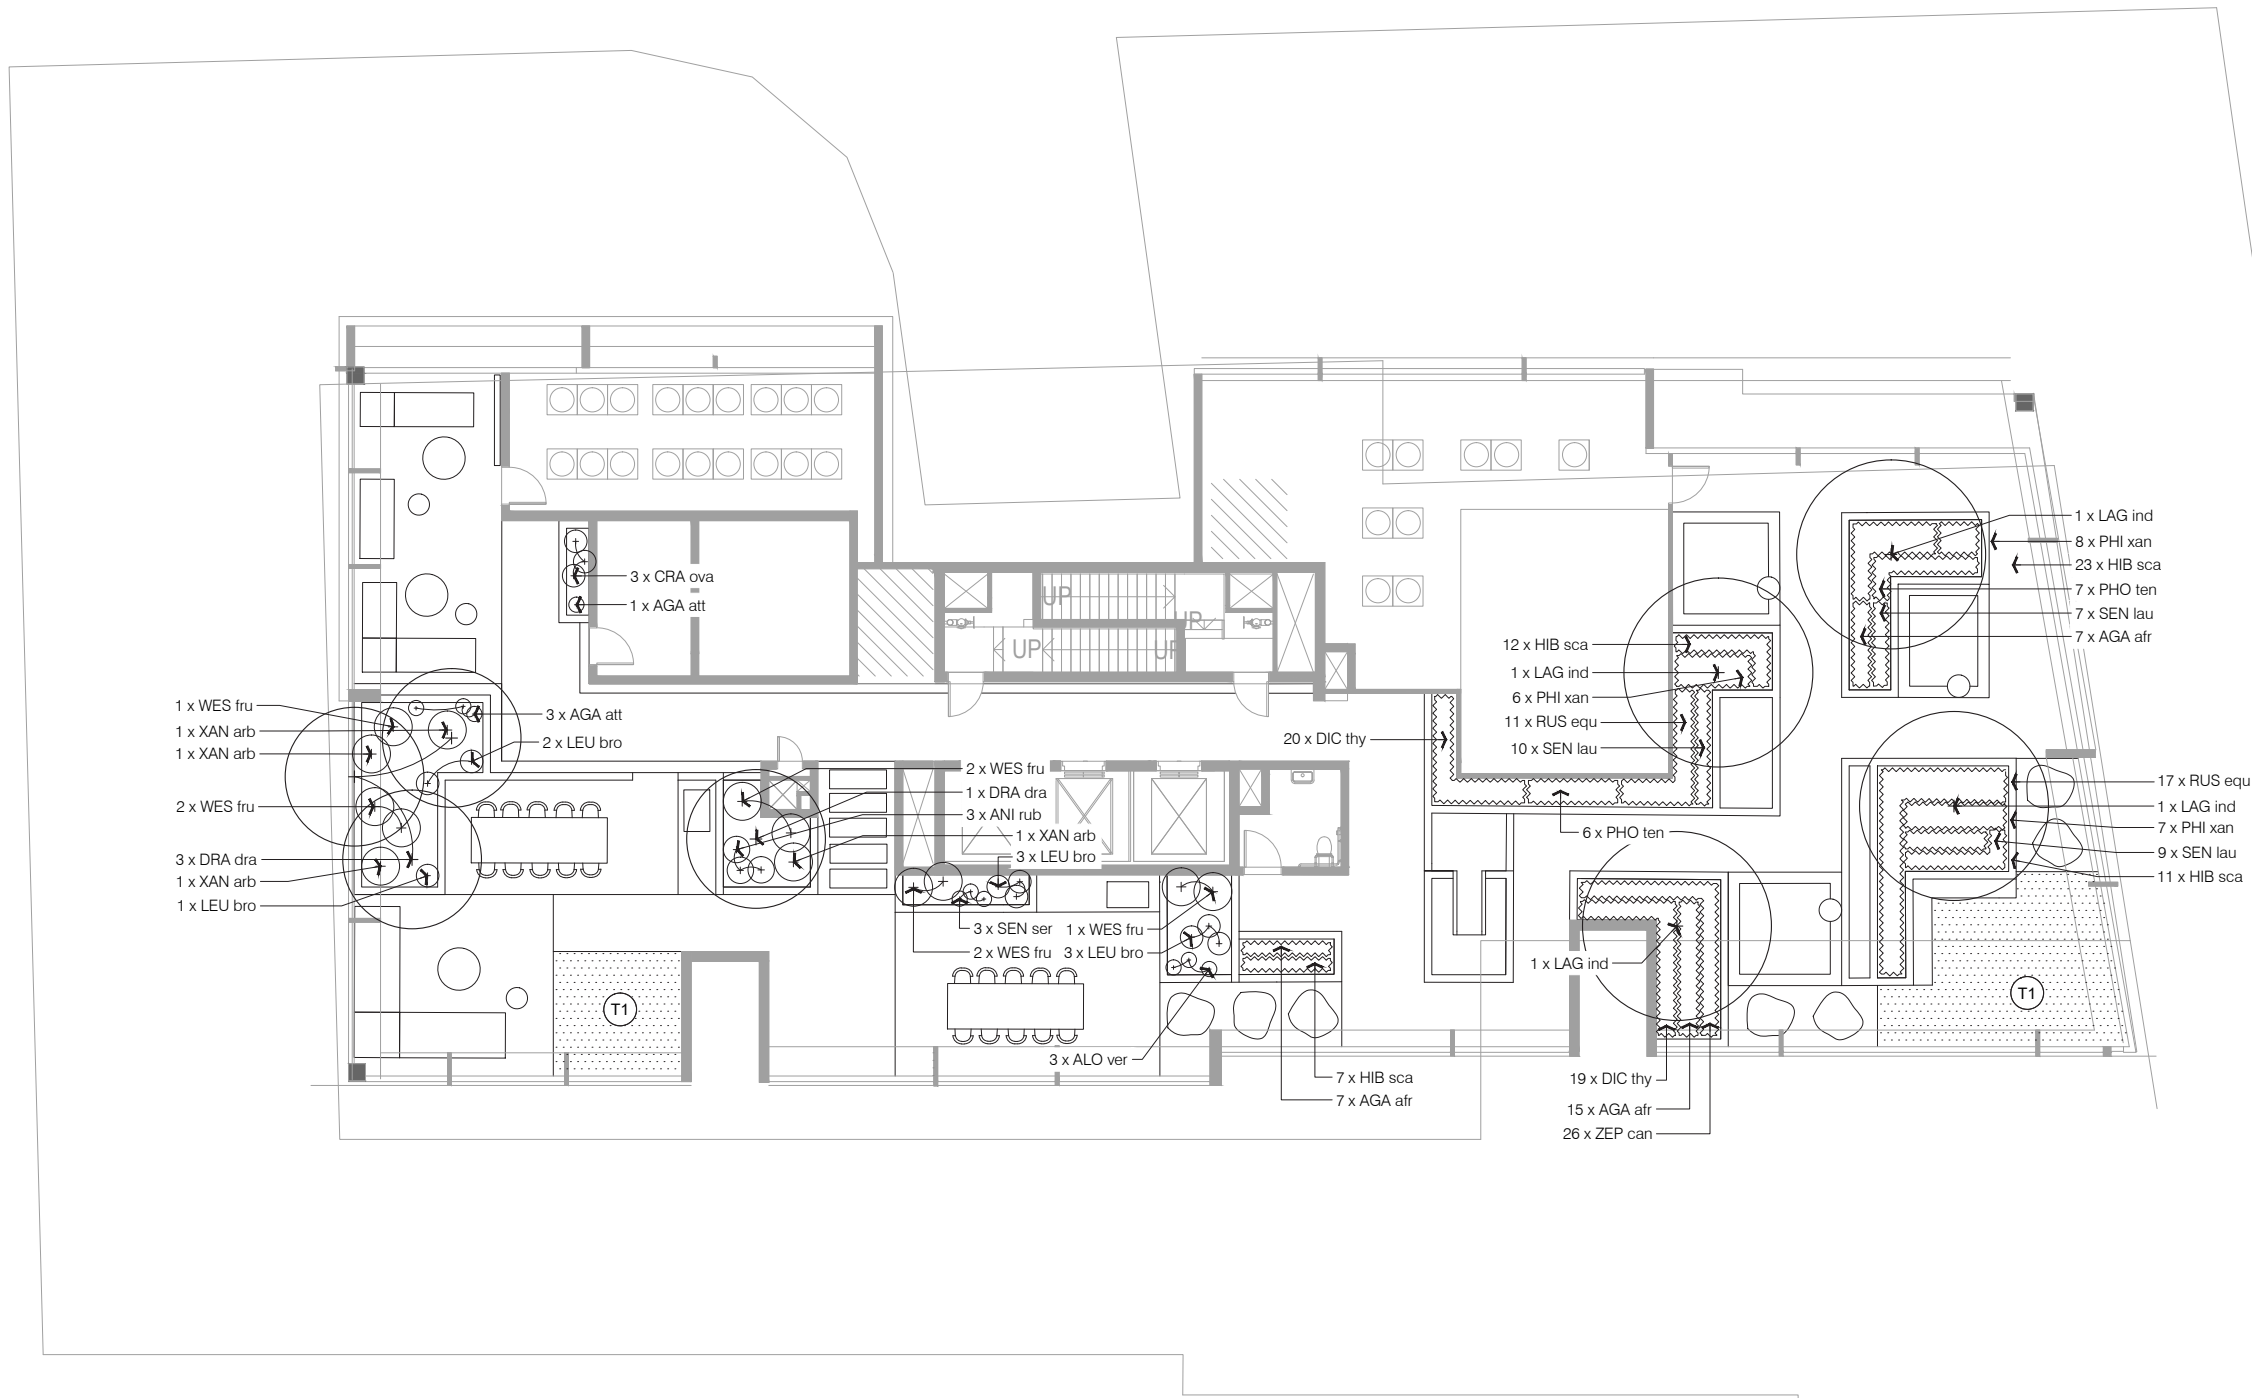 1 x LAG ind
8 x PHI xan
23 x HIB sca
3 x CRA ova
7 x PHO ten
UP
1 x AGA att
7 x SEN lau
UP
7 x AGA afr
12 x HIB sca
UP
UP
1 x LAG ind
6 x PHI xan
1 x WES fru
3 x AGA att
11 x RUS equ
1 x XAN arb
2 x LEU bro
20 x DIC thy
10 x SEN lau
1 x XAN arb
2 x WES fru
17 x RUS equ
2 x WES fru
1 x DRA dra
1 x LAG ind
3 x ANI rub
7 x PHI xan
1 x XAN arb
6 x PHO ten
3 x DRA dra
3 x LEU bro
9 x SEN lau
1 x XAN arb
11 x HIB sca
1 x LEU bro
3 x SEN ser
1 x WES fru
2 x WES fru
3 x LEU bro
1 x LAG ind
T1
T1
3 x ALO ver
7 x HIB sca
19 x DIC thy
7 x AGA afr
15 x AGA afr
26 x ZEP can